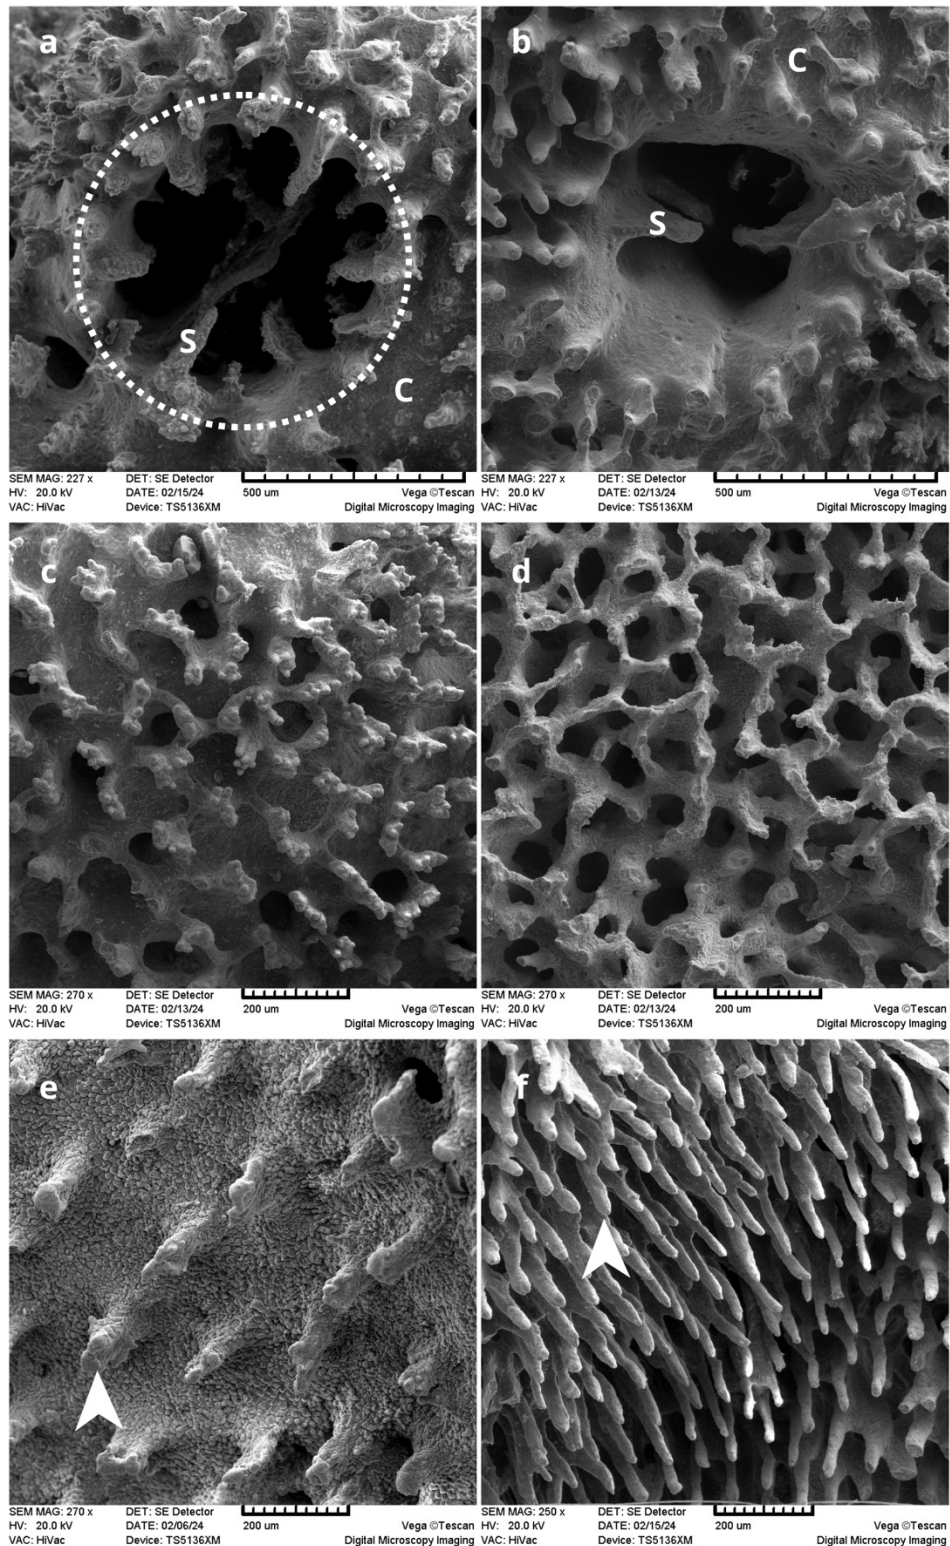 a
C
S
SEM MAG: 227 x DET: SE Detector
HV: 20.0 kV DATE: 02/15/24 500 um Vega ©Tescan
VAC: HiVac Device: TS5136XM Digital Microscopy Imaging
b
C
S
SEM MAG: 227 x DET: SE Detector
HV: 20.0 kV DATE: 02/13/24 500 um Vega ©Tescan
VAC: HiVac Device: TS5136XM Digital Microscopy Imaging
c
SEM MAG: 270 x DET: SE Detector
HV: 20.0 kV DATE: 02/13/24 200 um Vega ©Tescan
VAC: HiVac Device: TS5136XM Digital Microscopy Imaging
d
SEM MAG: 270 x DET: SE Detector
HV: 20.0 kV DATE: 02/13/24 200 um Vega ©Tescan
VAC: HiVac Device: TS5136XM Digital Microscopy Imaging
e
SEM MAG: 270 x DET: SE Detector
HV: 20.0 kV DATE: 02/06/24 200 um Vega ©Tescan
VAC: HiVac Device: TS5136XM Digital Microscopy Imaging
f
SEM MAG: 250 x DET: SE Detector
HV: 20.0 kV DATE: 02/15/24 200 um Vega ©Tescan
VAC: HiVac Device: TS5136XM Digital Microscopy Imaging